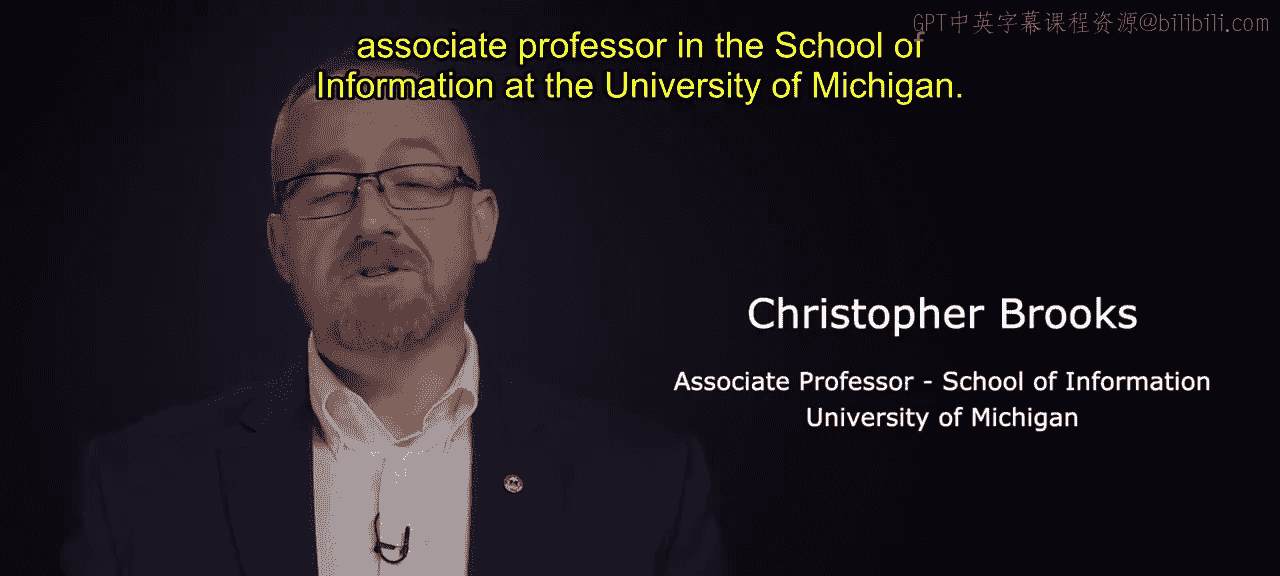 GPT中英字幕课程资源@bilibili.com
associate professor in the School of
Information at the University of Michigan.
Christopher Brooks
Associate Professor - School of Information
University of Michigan